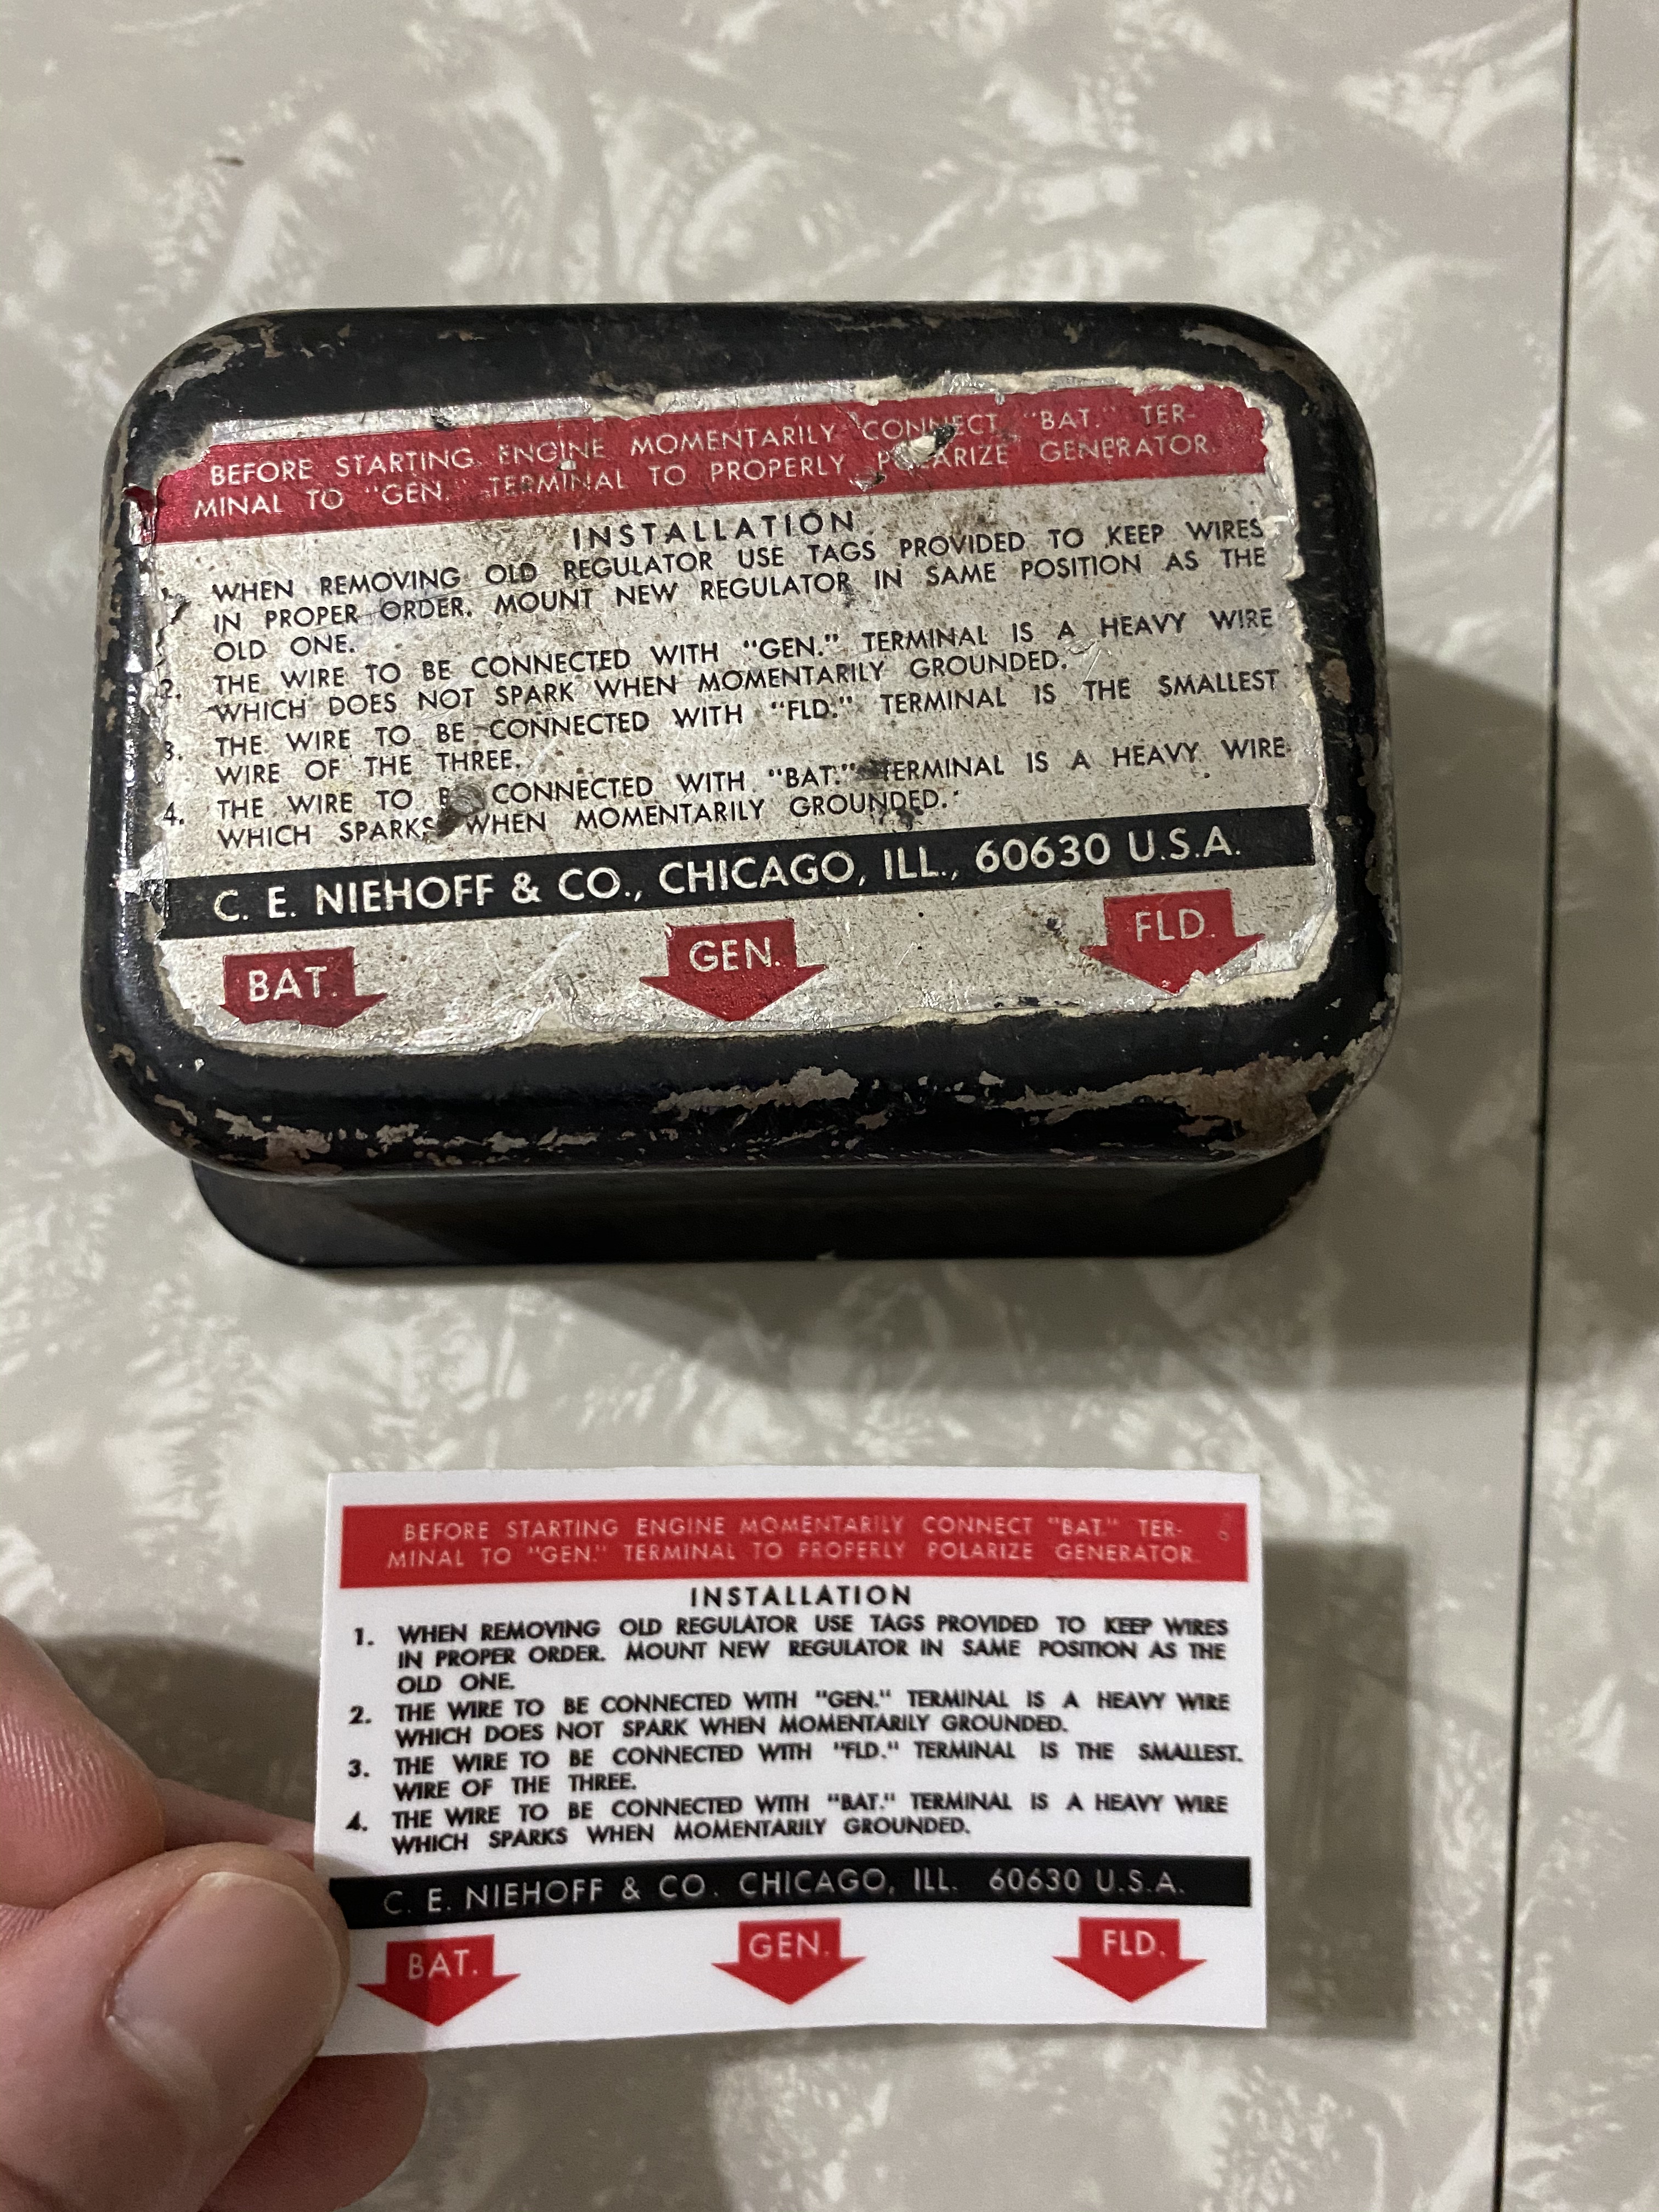 BEFORE STARTING ENGINE MOMENTARILY CONNECT "BAT." TER-
MINAL TO "GEN." TERMINAL TO PROPERLY POLARIZE GENERATOR.
INSTALLATION
WHEN REMOVING OLD REGULATOR USE TAGS PROVIDED TO KEEP WIRES
IN PROPER ORDER. MOUNT NEW REGULATOR IN SAME POSITION AS THE
OLD ONE.
2. THE WIRE TO BE CONNECTED WITH "GEN." TERMINAL IS A HEAVY WIRE
WHICH DOES NOT SPARK WHEN MOMENTARILY GROUNDED.
3. THE WIRE TO BE CONNECTED WITH "FLD." TERMINAL IS THE SMALLEST
WIRE OF THE THREE.
4. THE WIRE TO BE CONNECTED WITH "BAT." TERMINAL IS A HEAVY WIRE
WHICH SPARKS WHEN MOMENTARILY GROUNDED.
C. E. NIEHOFF & CO., CHICAGO, ILL., 60630 U.S.A.
BAT. GEN. FLD.
BEFORE STARTING ENGINE MOMENTARILY CONNECT "BAT." TER-
MINAL TO "GEN." TERMINAL TO PROPERLY POLARIZE GENERATOR.
INSTALLATION
1. WHEN REMOVING OLD REGULATOR USE TAGS PROVIDED TO KEEP WIRES
IN PROPER ORDER. MOUNT NEW REGULATOR IN SAME POSITION AS THE
OLD ONE.
2. THE WIRE TO BE CONNECTED WITH "GEN." TERMINAL IS A HEAVY WIRE
WHICH DOES NOT SPARK WHEN MOMENTARILY GROUNDED.
3. THE WIRE TO BE CONNECTED WITH "FLD." TERMINAL IS THE SMALLEST.
WIRE OF THE THREE.
4. THE WIRE TO BE CONNECTED WITH "BAT." TERMINAL IS A HEAVY WIRE
WHICH SPARKS WHEN MOMENTARILY GROUNDED.
C. E. NIEHOFF & CO. CHICAGO, ILL. 60630 U.S.A.
BAT. GEN. FLD.